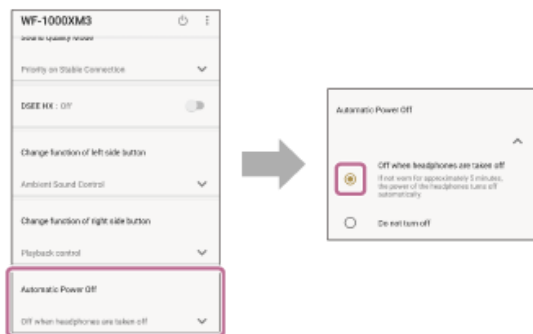 WF-1000XM3
Sound Quality Mode
Priority on Stable Connection
DSEE HX : Off
Change function of left side button
Ambient Sound Control
Change function of right side button
Playback control
Automatic Power Off
Off when headphones are taken off
Automatic Power Off
Off when headphones are taken off
If not worn for approximately 5 minutes,
the power of the headphones turns off
automatically
Do not turn off